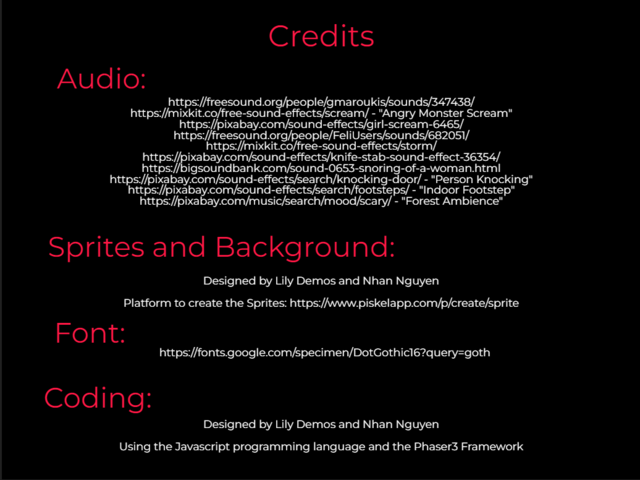 Credits
Audio:
https://freesound.org/people/gmaroukis/sounds/347438/
https://mixkit.co/free-sound-effects/scream/ - "Angry Monster Scream"
https://pixabay.com/sound-effects/girl-scream-6465/
https://freesound.org/people/FeliUsers/sounds/682051/
https://mixkit.co/free-sound-effects/storm/
https://pixabay.com/sound-effects/knife-stab-sound-effect-36354/
https://bigsoundbank.com/sound-0653-snoring-of-a-woman.html
https://pixabay.com/sound-effects/search/knocking-door/ - "Person Knocking"
https://pixabay.com/sound-effects/search/footsteps/ - "Indoor Footstep"
https://pixabay.com/music/search/mood/scary/ - "Forest Ambience"
Sprites and Background:
Designed by Lily Demos and Nhan Nguyen
Platform to create the Sprites: https://www.piskelapp.com/p/create/sprite
Font:
https://fonts.google.com/specimen/DotGothic16?query=goth
Coding:
Designed by Lily Demos and Nhan Nguyen
Using the Javascript programming language and the Phaser3 Framework